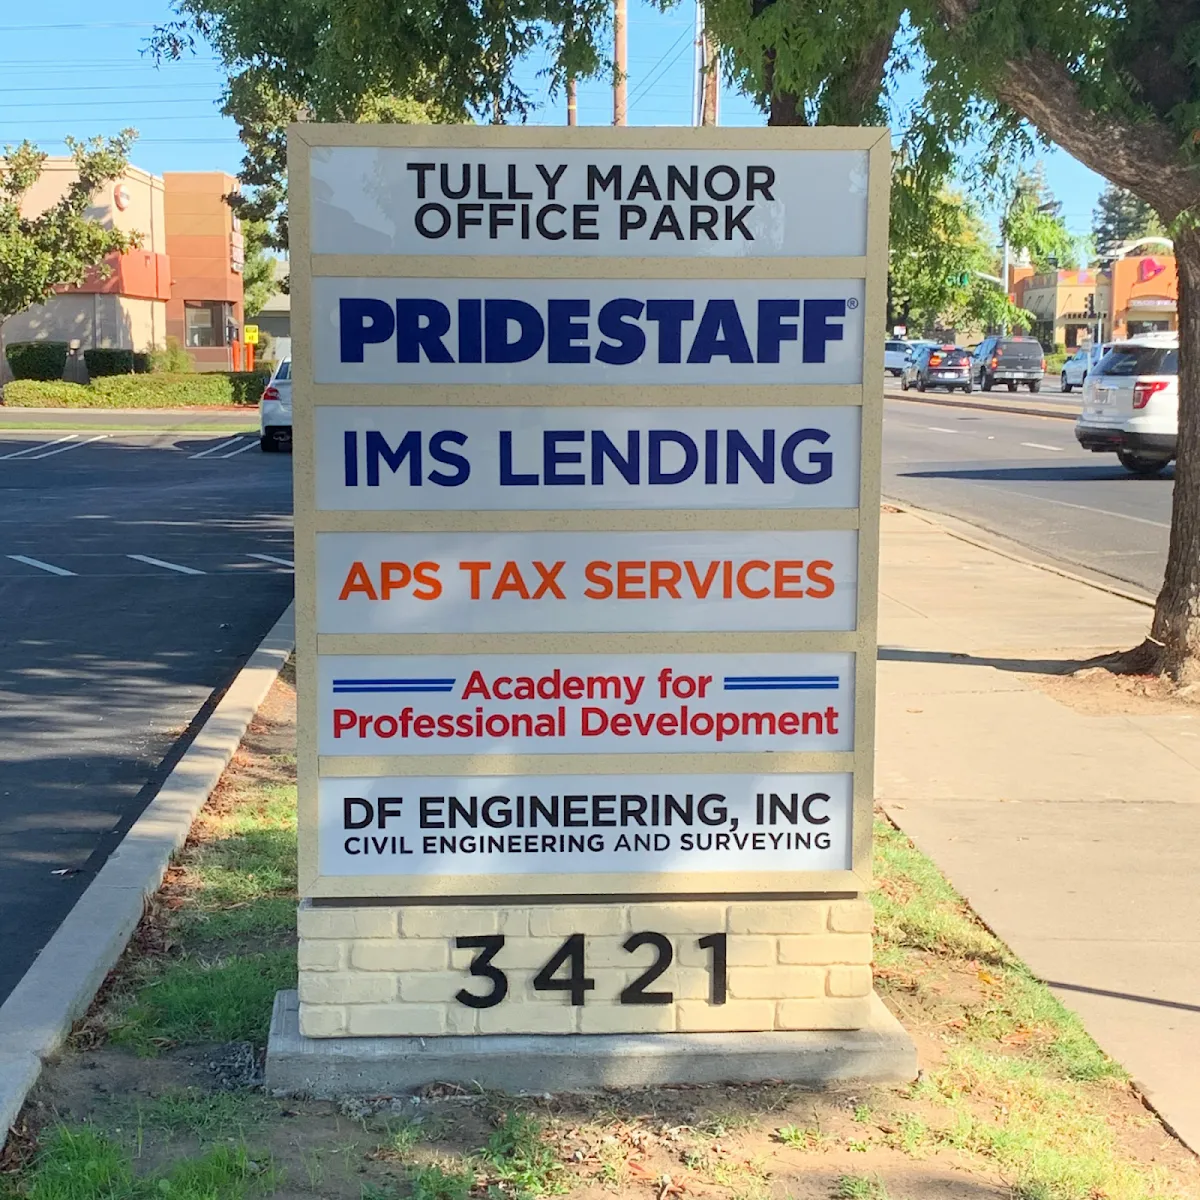 TULLY MANOR
OFFICE PARK
PRIDESTAFF®
IMS LENDING
APS TAX SERVICES
Academy for
Professional Development
DF ENGINEERING, INC
CIVIL ENGINEERING AND SURVEYING
3421